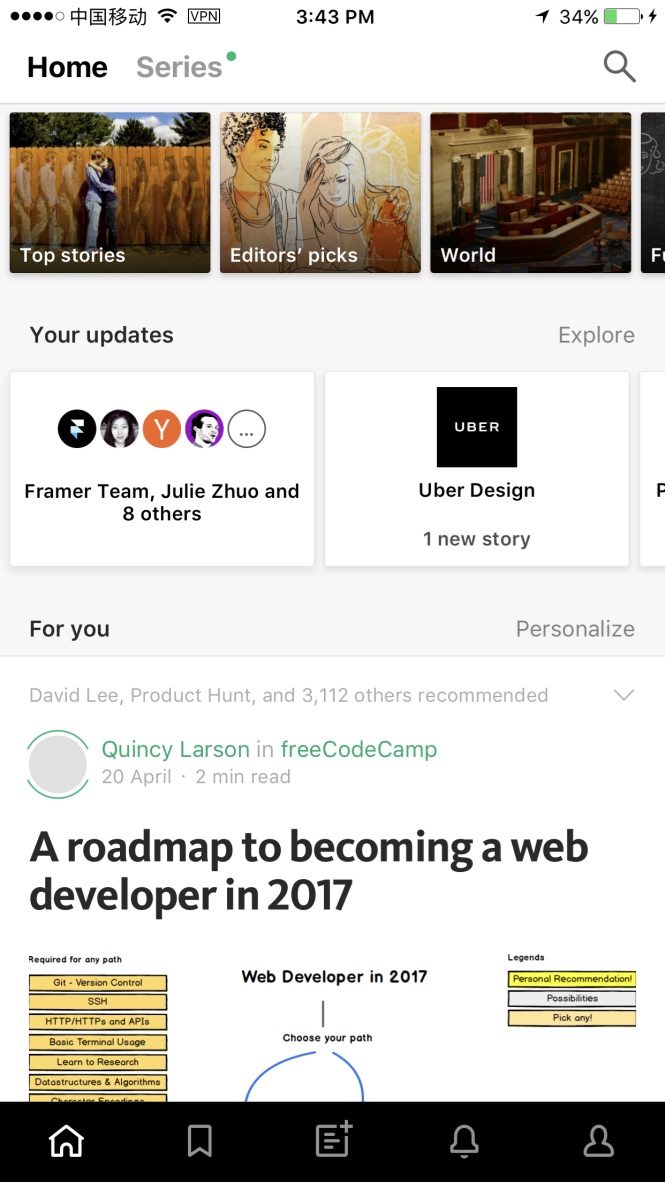 中国移动 VPN 3:43 PM 34%
Home Series
Top stories Editors’ picks World Fu
Your updates Explore
Y ...
UBER
Framer Team, Julie Zhuo and
8 others
Uber Design P
1 new story
For you Personalize
David Lee, Product Hunt, and 3,112 others recommended
Quincy Larson in freeCodeCamp
20 April · 2 min read
A roadmap to becoming a web
developer in 2017
Required for any path
Git - Version Control
SSH
HTTP/HTTPs and APIs
Basic Terminal Usage
Learn to Research
Datastructures & Algorithms
Character Encodings
Web Developer in 2017
Choose your path
Legends
Personal Recommendation!
Possibilities
Pick any!